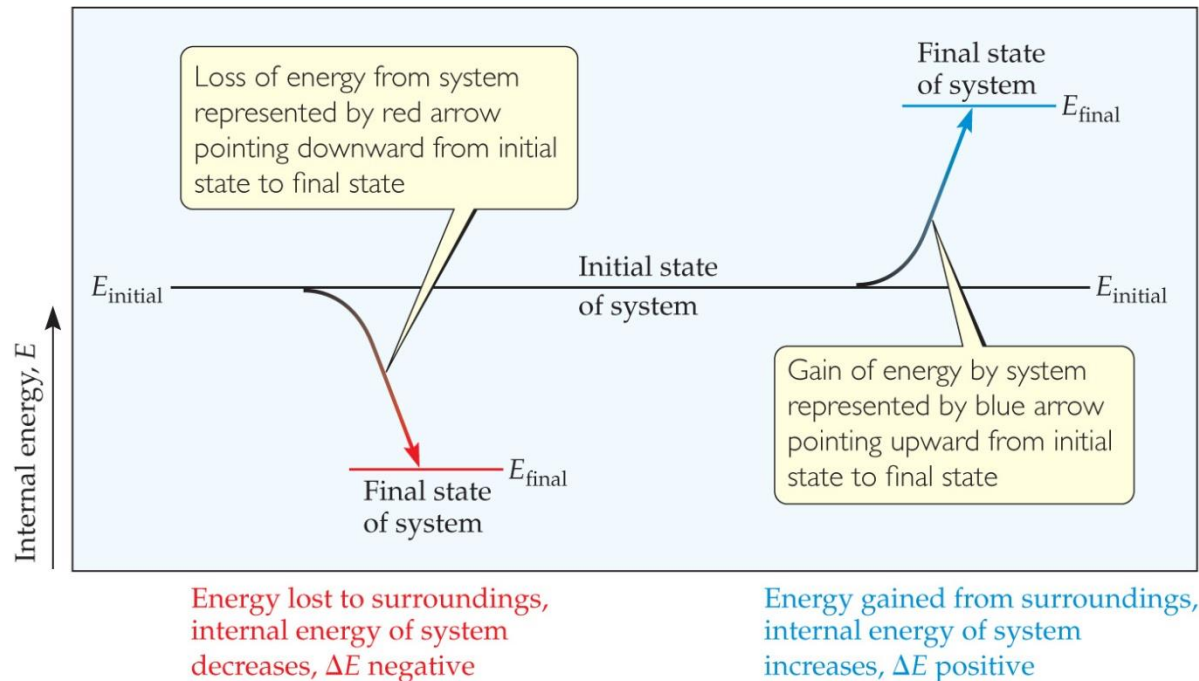 Loss of energy from system
represented by red arrow
pointing downward from initial
state to final state
Final state
of system
E_final
E_initial
Initial state
of system
E_initial
Internal energy, E
Gain of energy by system
represented by blue arrow
pointing upward from initial
state to final state
E_final
Final state
of system
Energy lost to surroundings,
internal energy of system
decreases, ΔE negative
Energy gained from surroundings,
internal energy of system
increases, ΔE positive